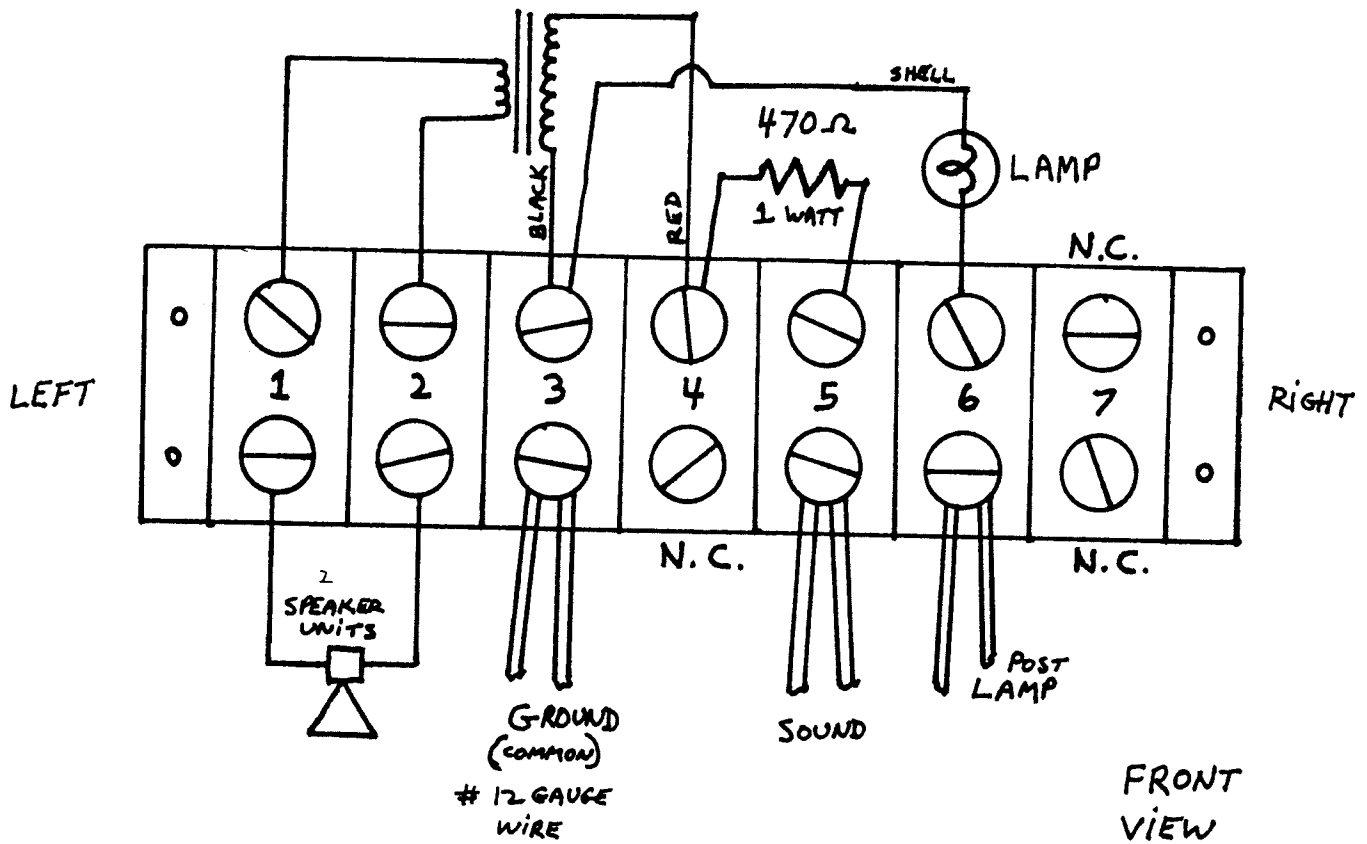 SHELL
470Ω
LAMP
BLACK
RED
1 WATT
N.C.
LEFT
1 2 3 4 5 6 7
RiGHT
N.C.
N.C.
2
SPEAKER
UNiTS
POST
LAMP
GROUND
(COMMON)
# 12 GAUGE
WiRE
SOUND
FRONT
ViEW